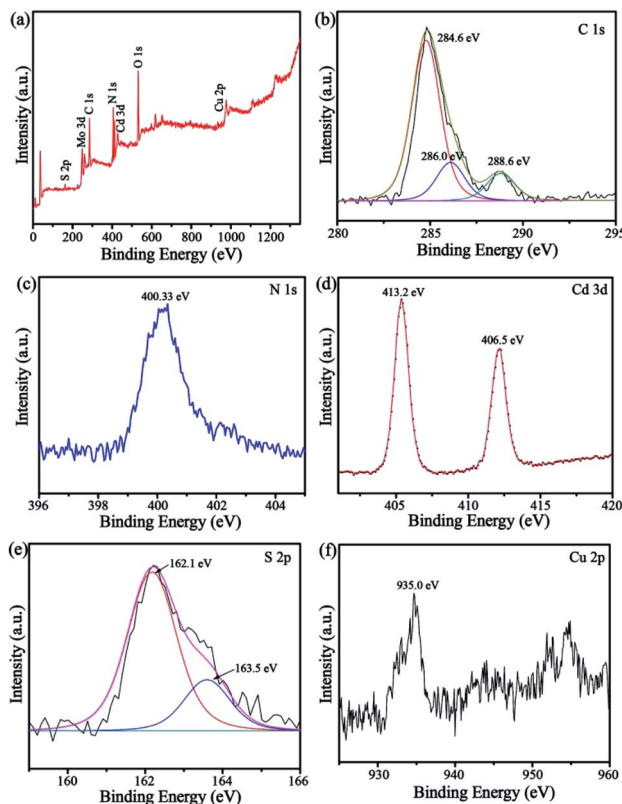 (a)
Intensity (a.u.)
S 2p
Mo 3d
C 1s
N 1s
Cd 3d
O 1s
Cu 2p
0 200 400 600 800 1000 1200
Binding Energy (eV)
(b)
C 1s
Intensity (a.u.)
284.6 eV
286.0 eV
288.6 eV
280 285 290 295
Binding Energy (eV)
(c)
N 1s
Intensity (a.u.)
400.33 eV
396 398 400 402 404
Binding Energy (eV)
(d)
Cd 3d
Intensity (a.u.)
413.2 eV
406.5 eV
405 410 415 420
Binding Energy (eV)
(e)
S 2p
Intensity (a.u.)
162.1 eV
163.5 eV
160 162 164 166
Binding Energy (eV)
(f)
Cu 2p
Intensity (a.u.)
935.0 eV
930 940 950 960
Binding Energy (eV)